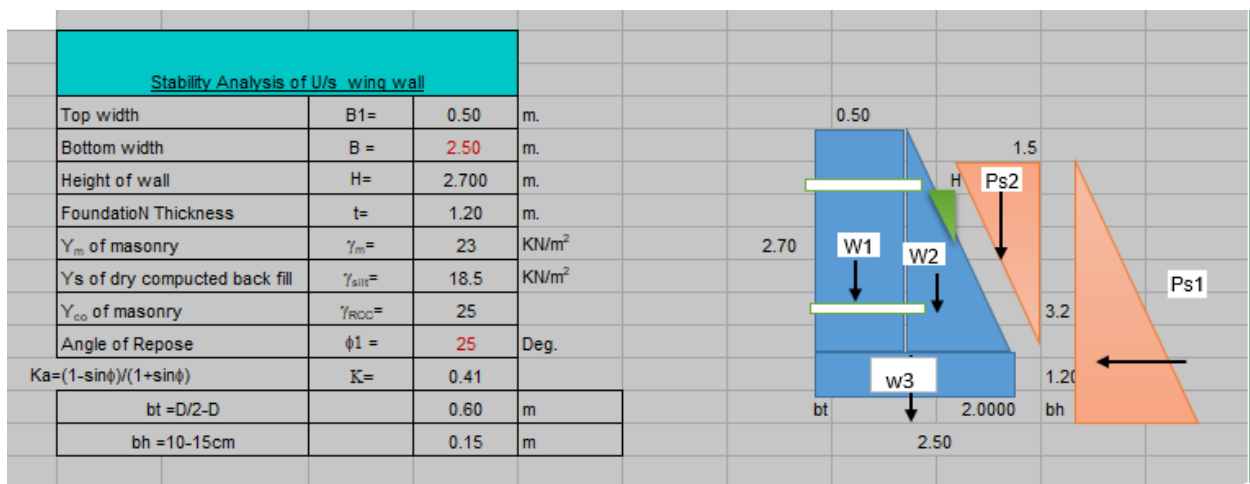 Stability Analysis of U/s wing wall
Top width B1= 0.50 m.
Bottom width B = 2.50 m.
Height of wall H= 2.700 m.
FoundatioN Thickness t= 1.20 m.
Yₘ of masonry γₘ= 23 KN/m²
Ys of dry compucted back fill γₛᵢₗₜ= 18.5 KN/m²
Y꜀ₒ of masonry γRCC= 25
Angle of Repose ϕ1 = 25 Deg.
Ka=(1-sinϕ)/(1+sinϕ) K= 0.41
bt =D/2-D 0.60 m
bh =10-15cm 0.15 m
0.50
1.5
H Ps2
2.70 W1 W2
Ps1
3.2
w3 1.20
bt 2.0000 bh
2.50